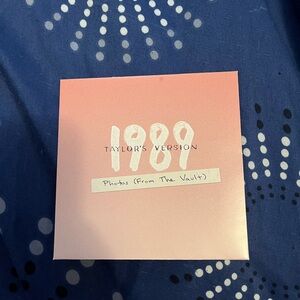 1989
TAYLOR'S VERSION
Photos (From The Vault)